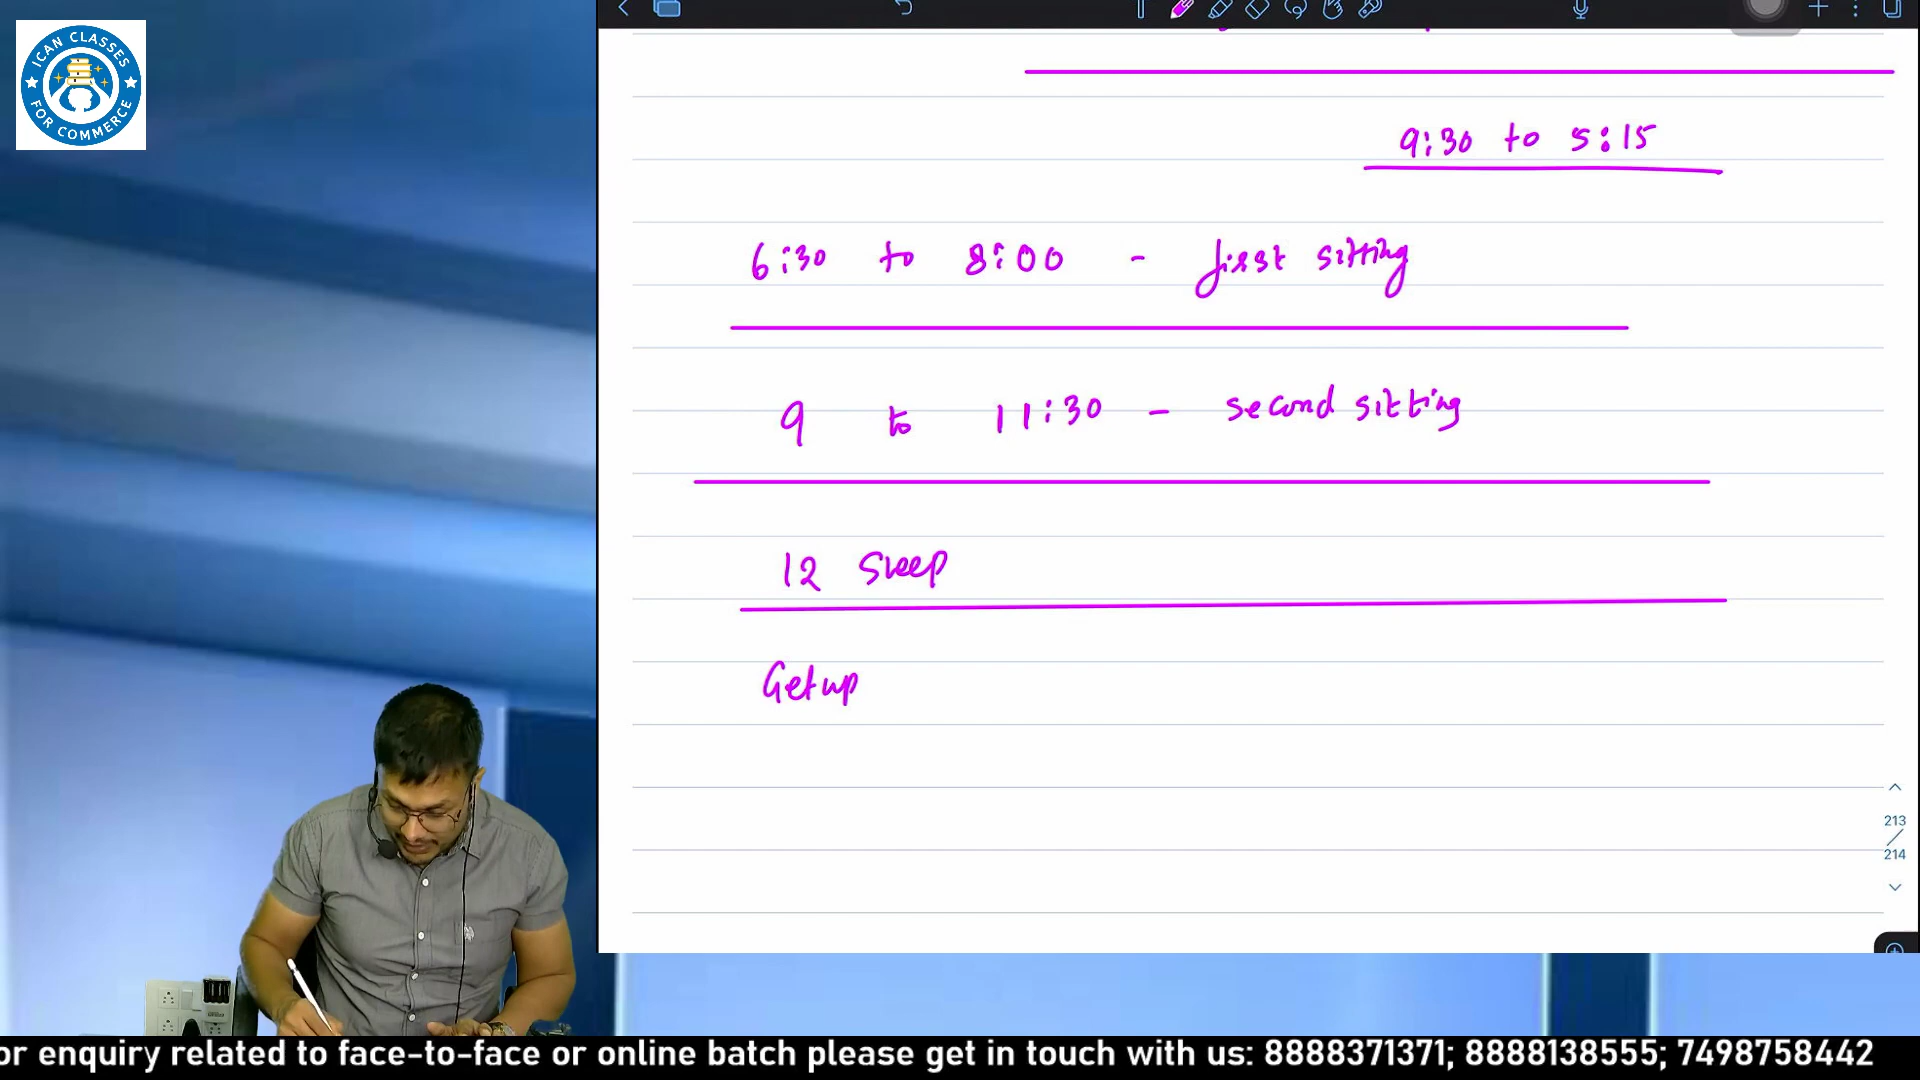 ICAN CLASSES
FOR COMMERCE
9:30 to 5:15
6:30 to 8:00 - first sitting
9 to 11:30 - second sitting
12 Sleep
Getup
213
214
or enquiry related to face-to-face or online batch please get in touch with us: 8888371371; 8888138555; 7498758442